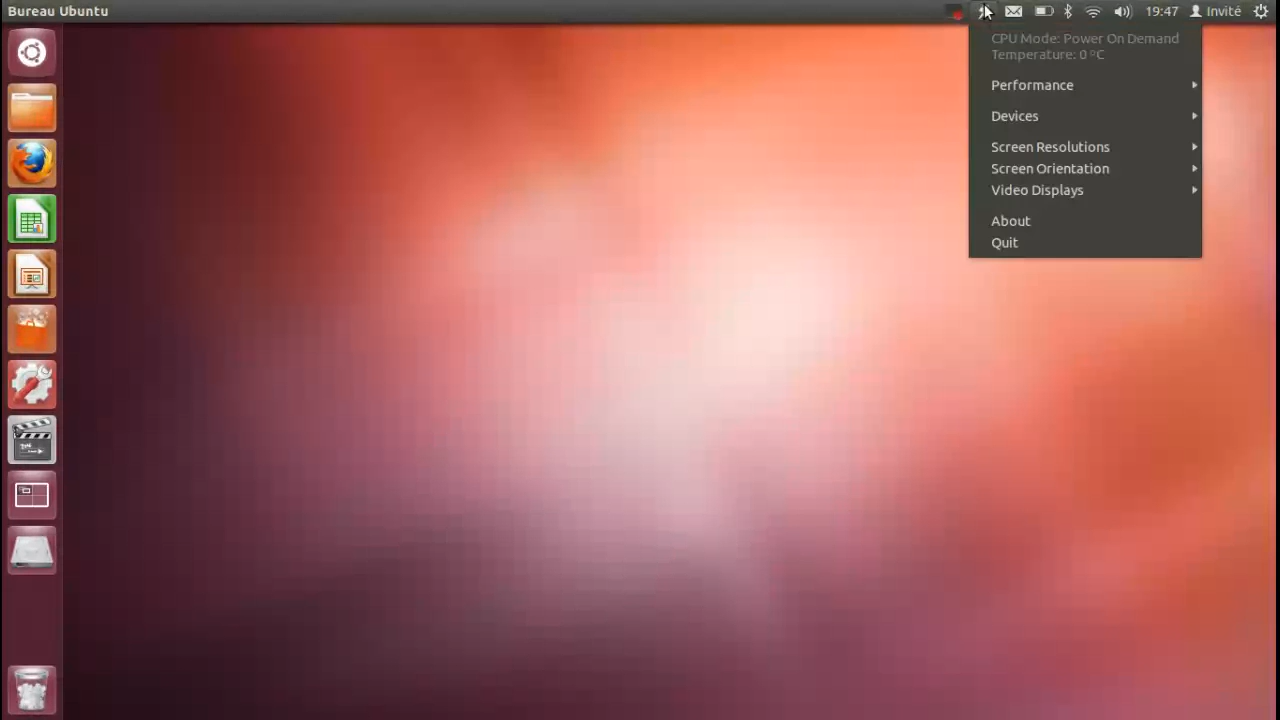 Bureau Ubuntu
19:47
Invité
CPU Mode: Power On Demand
Temperature: 0 ºC
Performance
Devices
Screen Resolutions
Screen Orientation
Video Displays
About
Quit